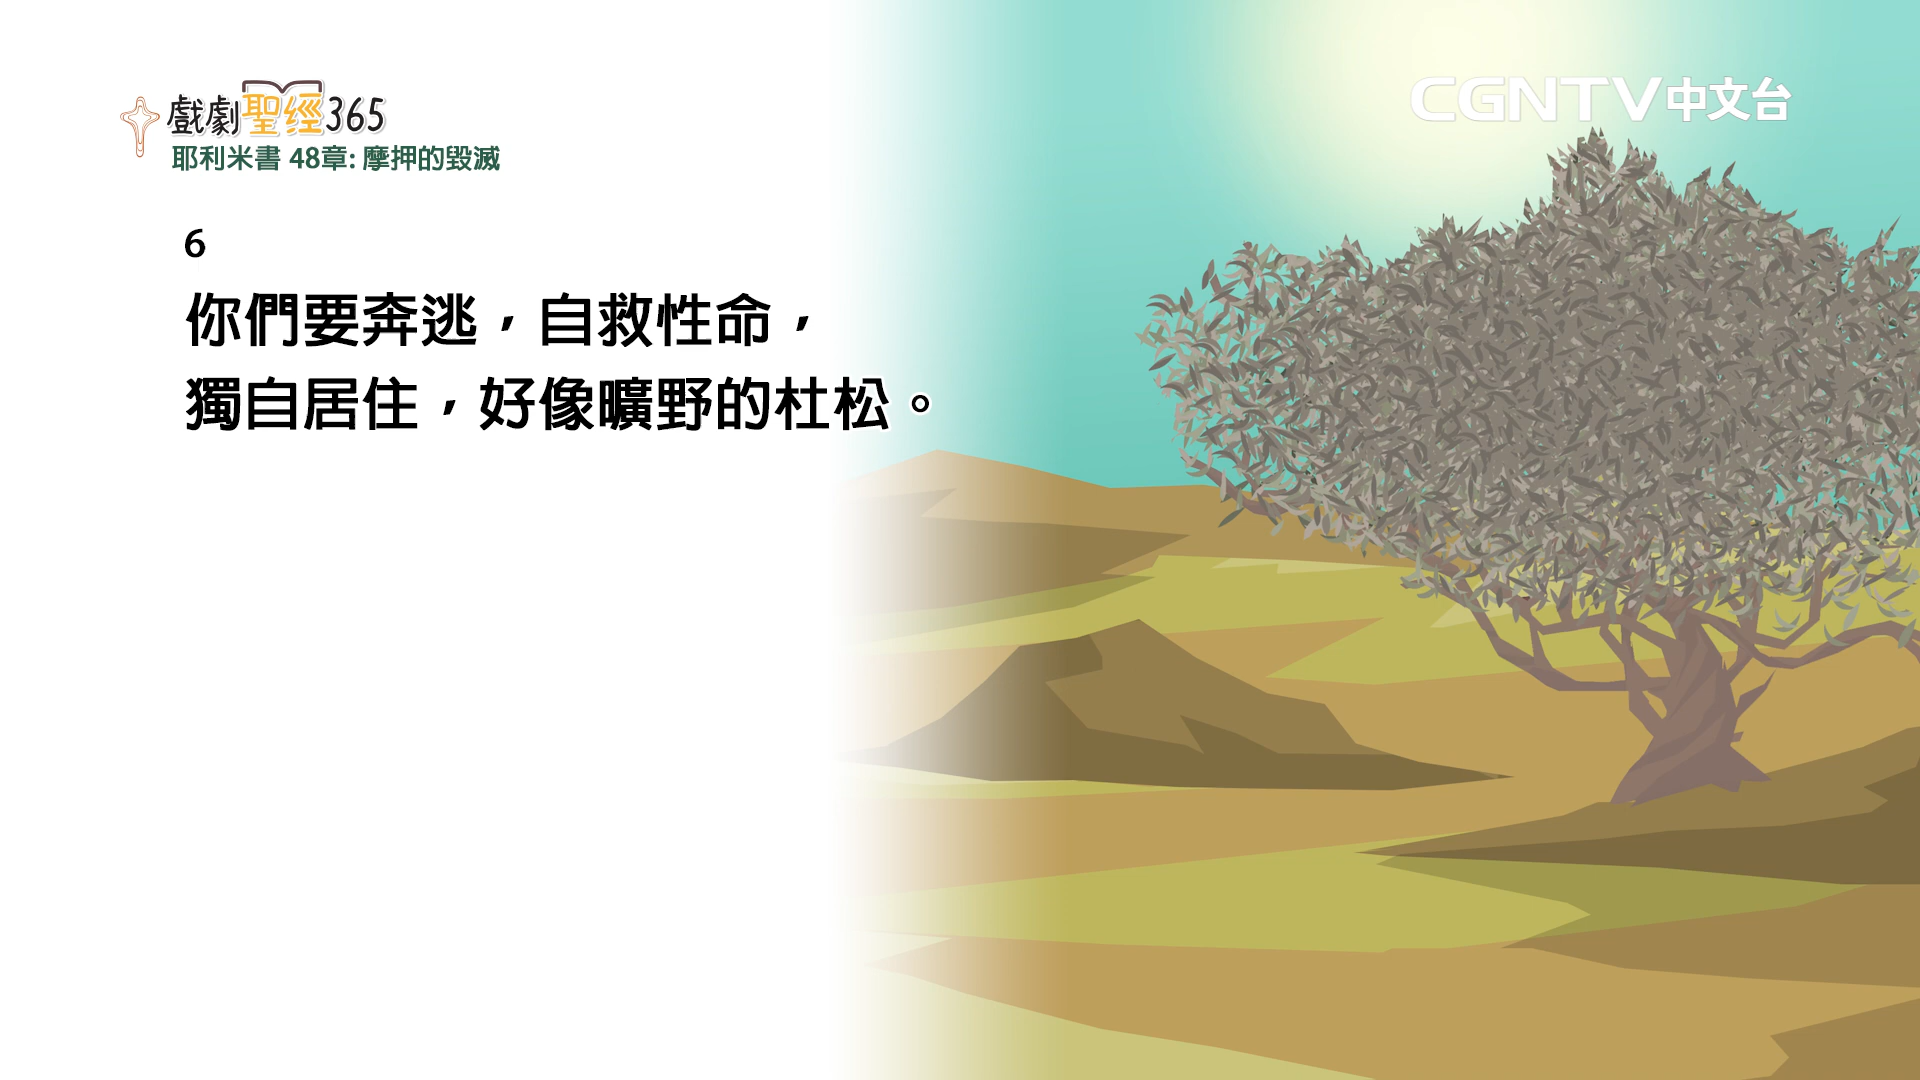 戲劇聖經365
CGNTV中文台
耶利米書 48章: 摩押的毀滅
6
你們要奔逃，自救性命，
獨自居住，好像曠野的杜松。